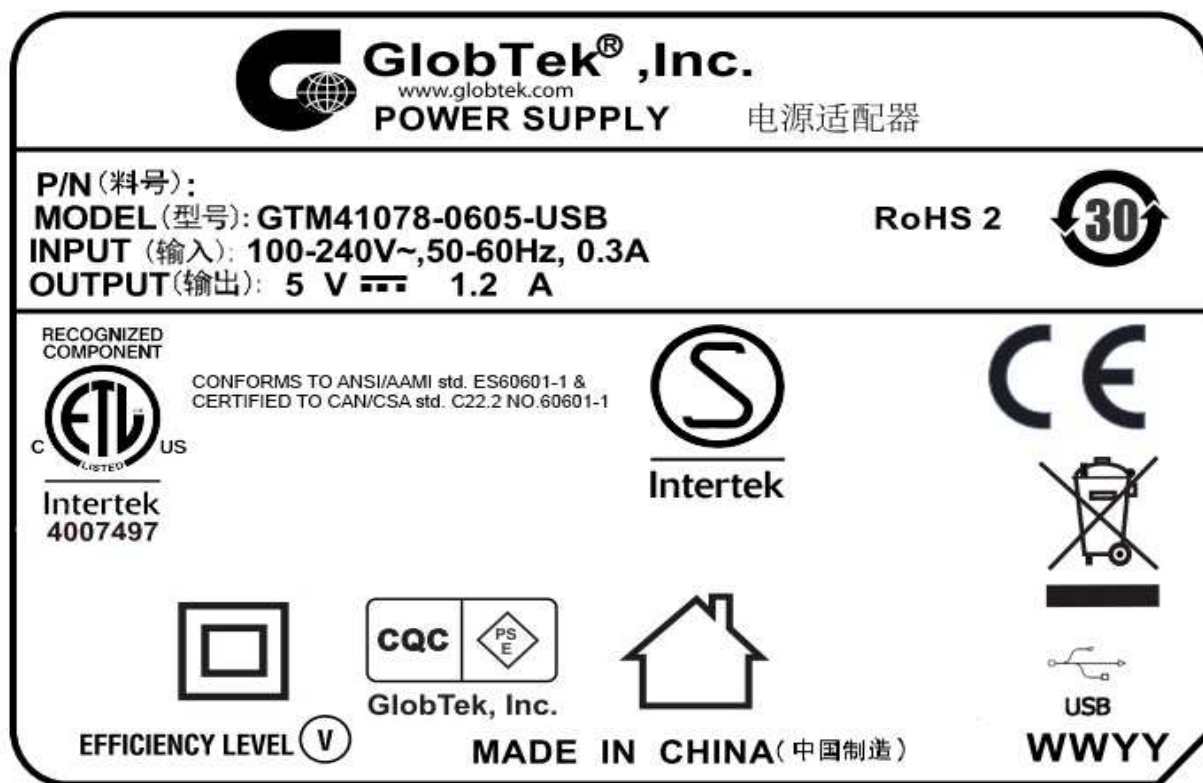 GlobTek® ,Inc.
www.globtek.com
POWER SUPPLY 电源适配器
P/N(料号):
MODEL(型号): GTM41078-0605-USB
INPUT (输入): 100-240V~,50-60Hz, 0.3A
OUTPUT(输出): 5 V ⎓ 1.2 A
RoHS 2
30
RECOGNIZED
COMPONENT
ETL
C US
LISTED
Intertek
4007497
CONFORMS TO ANSI/AAMI std. ES60601-1 &
CERTIFIED TO CAN/CSA std. C22.2 NO.60601-1
S
Intertek
CE
CQC
PS
E
GlobTek, Inc.
USB
EFFICIENCY LEVEL V
MADE IN CHINA(中国制造)
WWYY